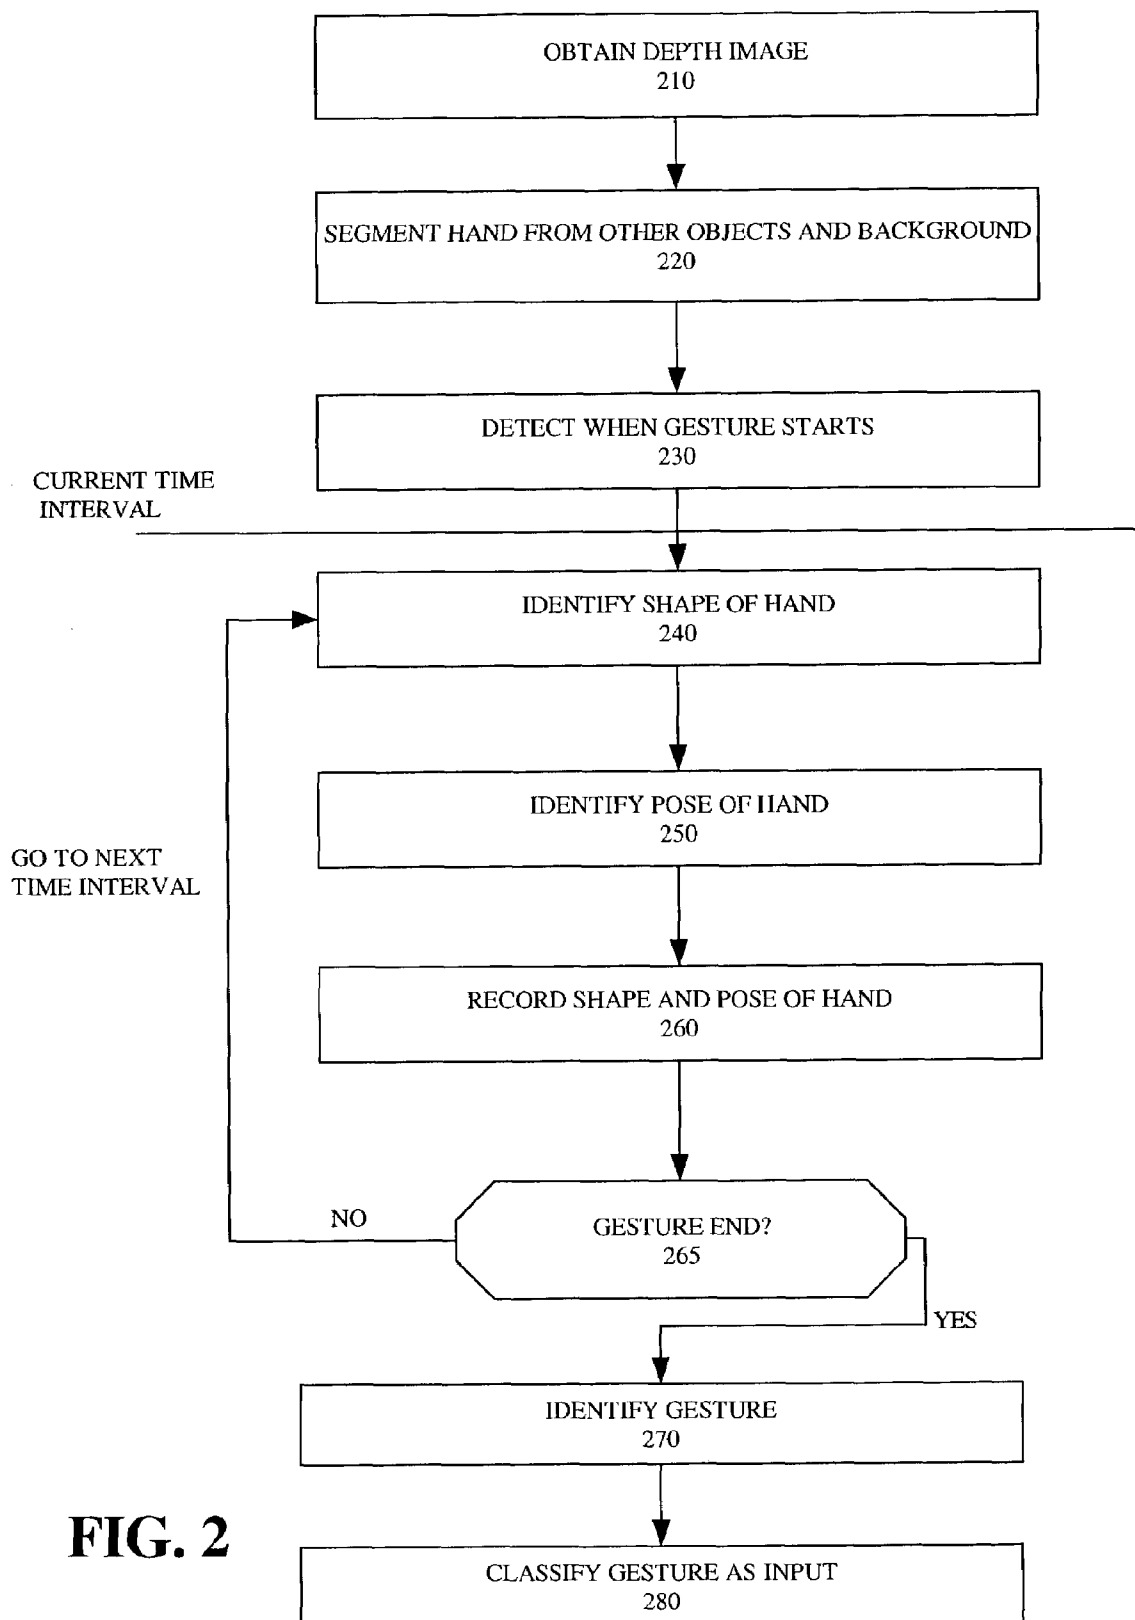 OBTAIN DEPTH IMAGE
210
SEGMENT HAND FROM OTHER OBJECTS AND BACKGROUND
220
DETECT WHEN GESTURE STARTS
230
CURRENT TIME
INTERVAL
IDENTIFY SHAPE OF HAND
240
IDENTIFY POSE OF HAND
250
GO TO NEXT
TIME INTERVAL
RECORD SHAPE AND POSE OF HAND
260
NO
GESTURE END?
265
YES
IDENTIFY GESTURE
270
FIG. 2
CLASSIFY GESTURE AS INPUT
280